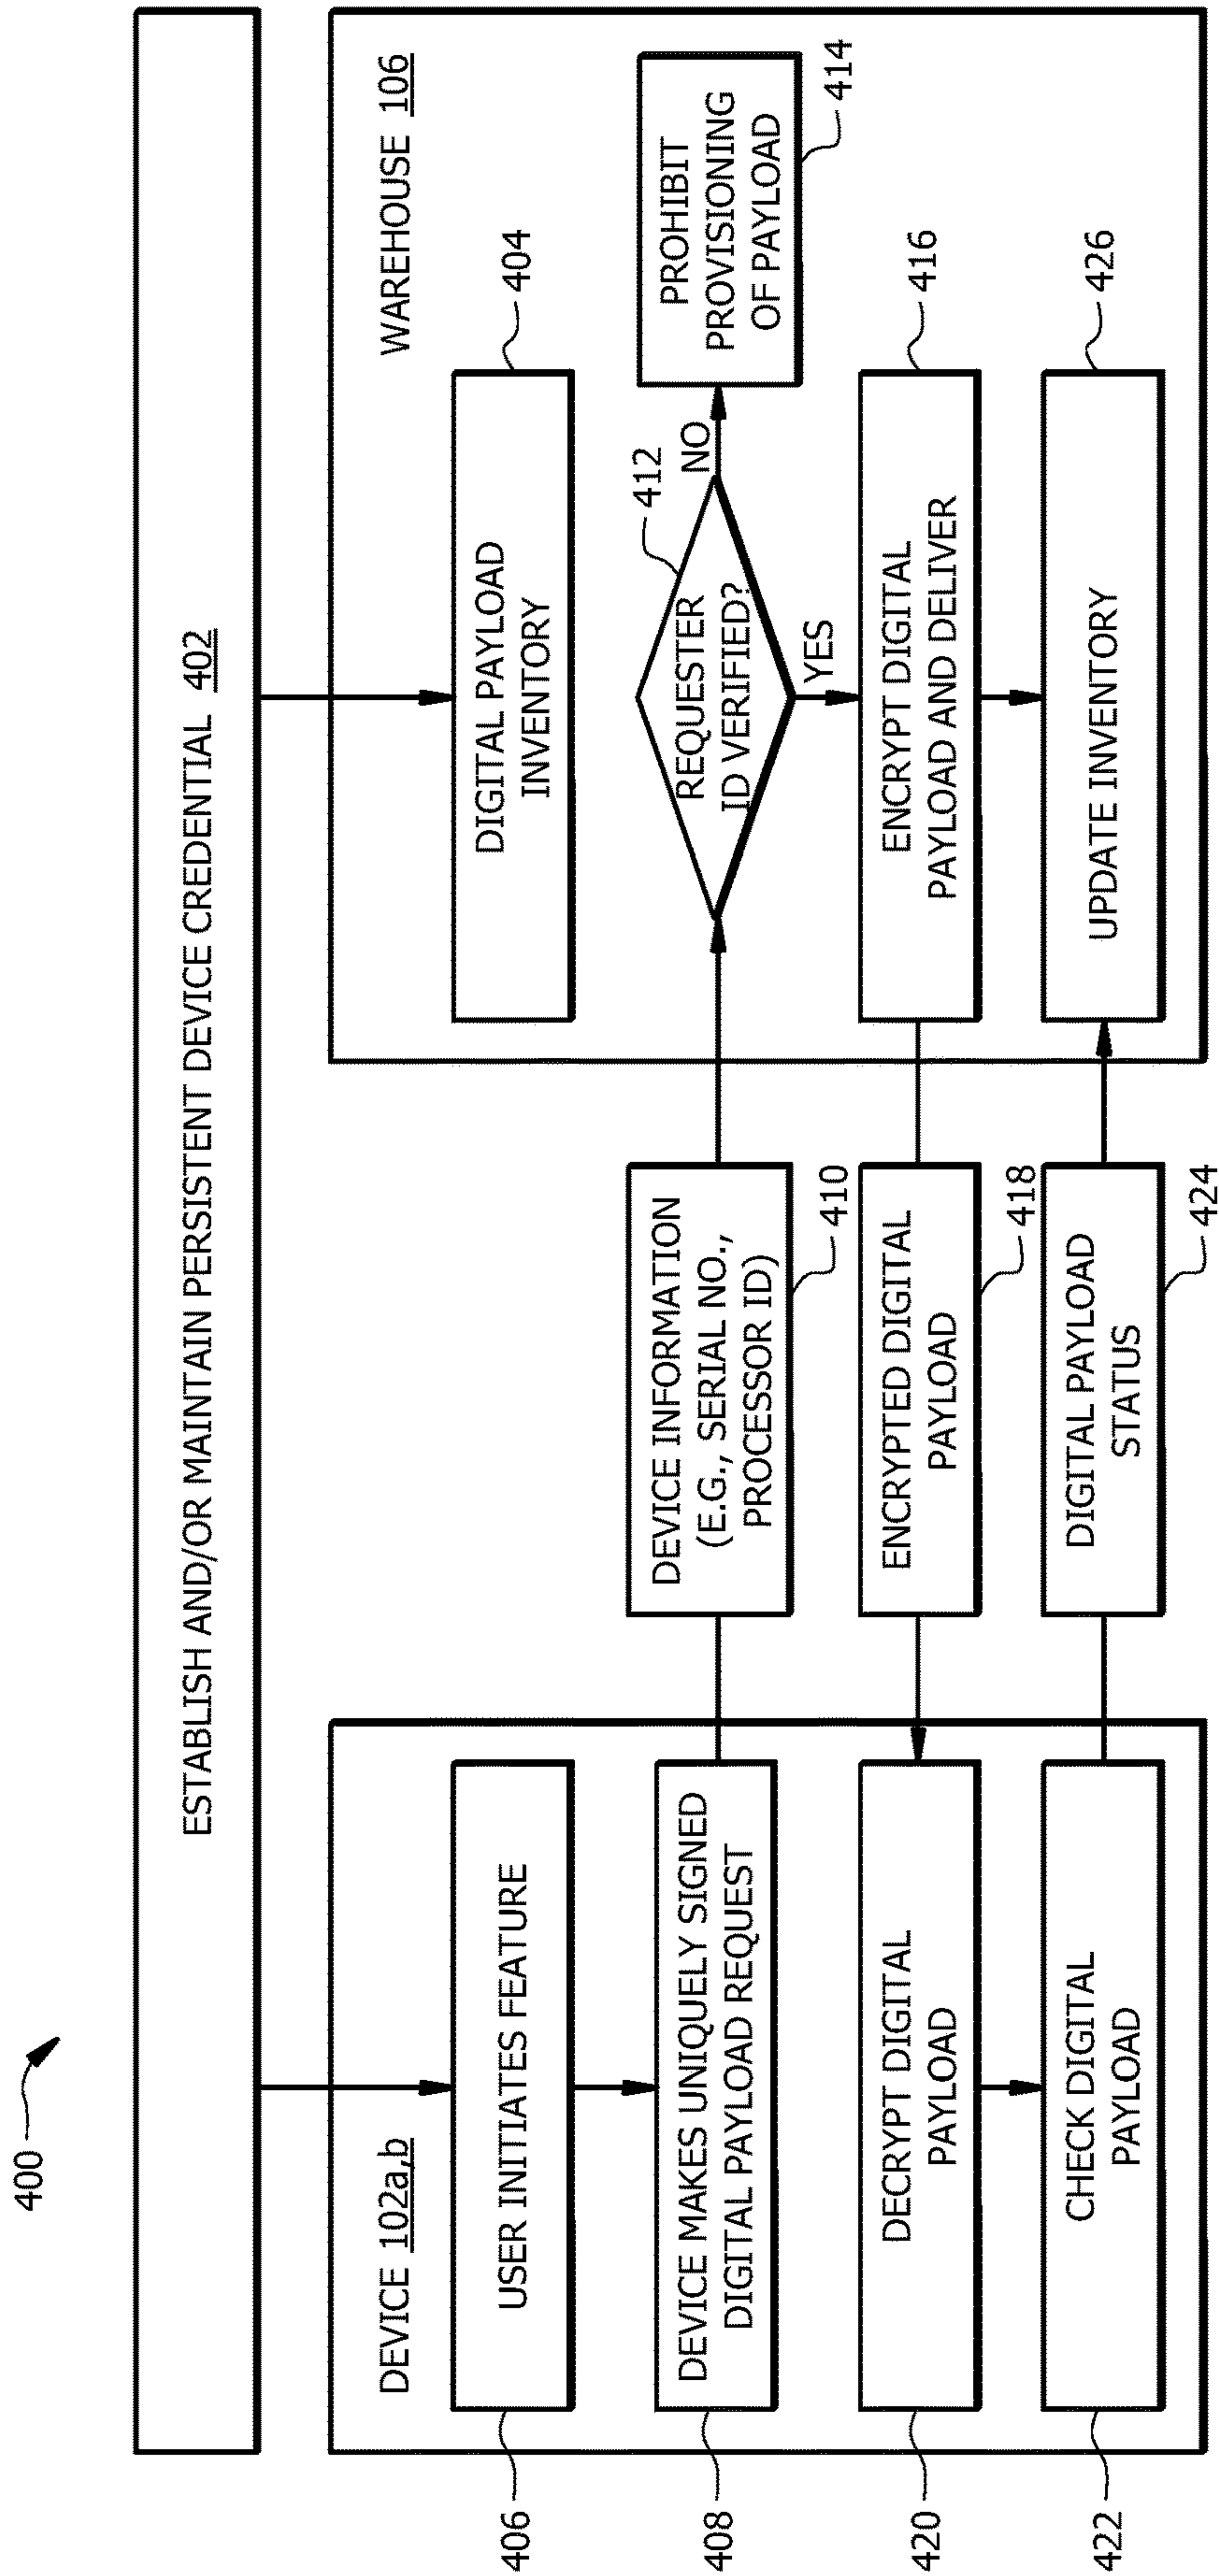 400
ESTABLISH AND/OR MAINTAIN PERSISTENT DEVICE CREDENTIAL 402
DEVICE 102a,b
WAREHOUSE 106
406
USER INITIATES FEATURE
DIGITAL PAYLOAD
INVENTORY
404
408
DEVICE MAKES UNIQUELY SIGNED
DIGITAL PAYLOAD REQUEST
DEVICE INFORMATION
(E.G., SERIAL NO.,
PROCESSOR ID)
410
REQUESTER
ID VERIFIED?
412
NO
YES
PROHIBIT
PROVISIONING
OF PAYLOAD
414
420
DECRYPT DIGITAL
PAYLOAD
ENCRYPTED DIGITAL
PAYLOAD
418
ENCRYPT DIGITAL
PAYLOAD AND DELIVER
416
422
CHECK DIGITAL
PAYLOAD
DIGITAL PAYLOAD
STATUS
424
UPDATE INVENTORY
426